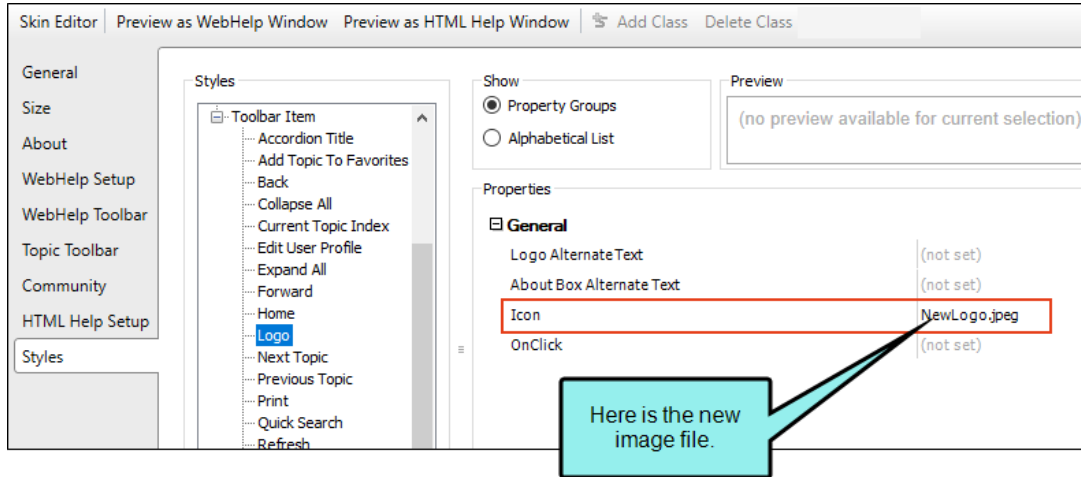 Skin Editor Preview as WebHelp Window Preview as HTML Help Window Add Class Delete Class
General
Size
About
WebHelp Setup
WebHelp Toolbar
Topic Toolbar
Community
HTML Help Setup
Styles
Styles
Toolbar Item
Accordion Title
Add Topic To Favorites
Back
Collapse All
Current Topic Index
Edit User Profile
Expand All
Forward
Home
Logo
Next Topic
Previous Topic
Print
Quick Search
Refresh
Show
Property Groups
Alphabetical List
Preview
(no preview available for current selection)
Properties
General
Logo Alternate Text (not set)
About Box Alternate Text (not set)
Icon NewLogo.jpeg
OnClick (not set)
Here is the new
image file.